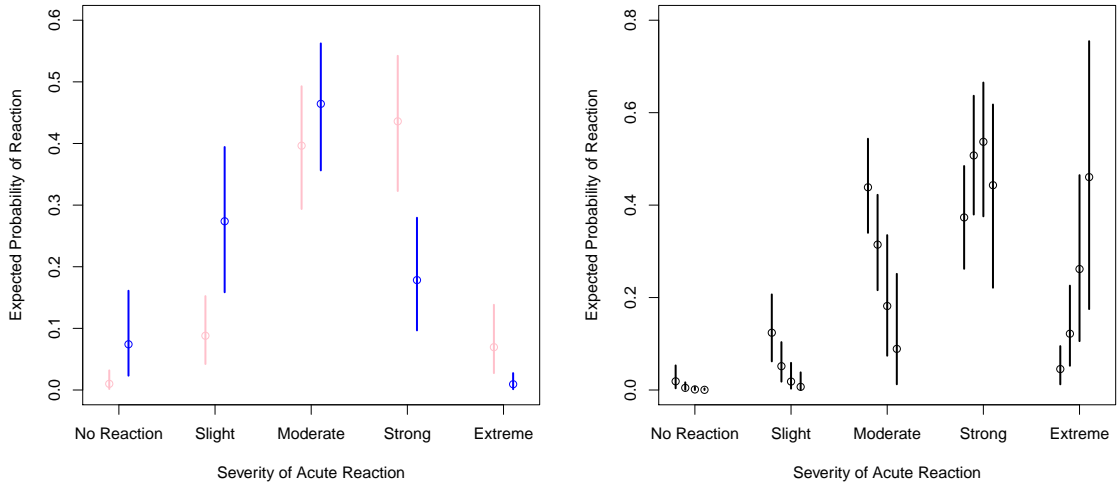 0.6
0.5
0.4
0.3
0.2
0.1
0.0
Expected Probability of Reaction
No Reaction Slight Moderate Strong Extreme
Severity of Acute Reaction
0.8
0.6
0.4
0.2
0.0
Expected Probability of Reaction
No Reaction Slight Moderate Strong Extreme
Severity of Acute Reaction